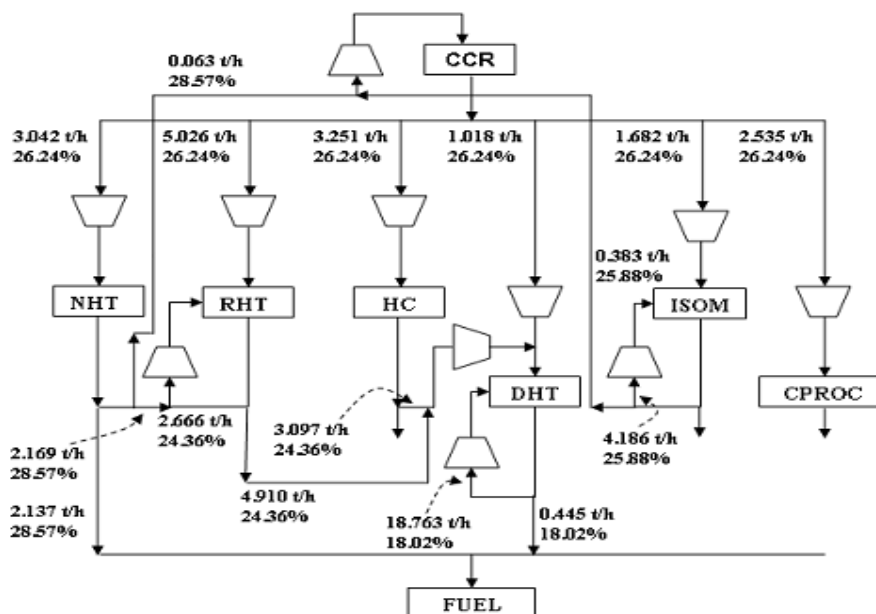 0.063 t/h
28.57%
CCR
3.042 t/h
26.24%
5.026 t/h
26.24%
3.251 t/h
26.24%
1.018 t/h
26.24%
1.682 t/h
26.24%
2.535 t/h
26.24%
0.383 t/h
25.88%
NHT
RHT
HC
ISOM
DHT
CPROC
2.666 t/h
24.36%
3.097 t/h
24.36%
4.186 t/h
25.88%
2.169 t/h
28.57%
4.910 t/h
24.36%
2.137 t/h
28.57%
18.763 t/h
18.02%
0.445 t/h
18.02%
FUEL